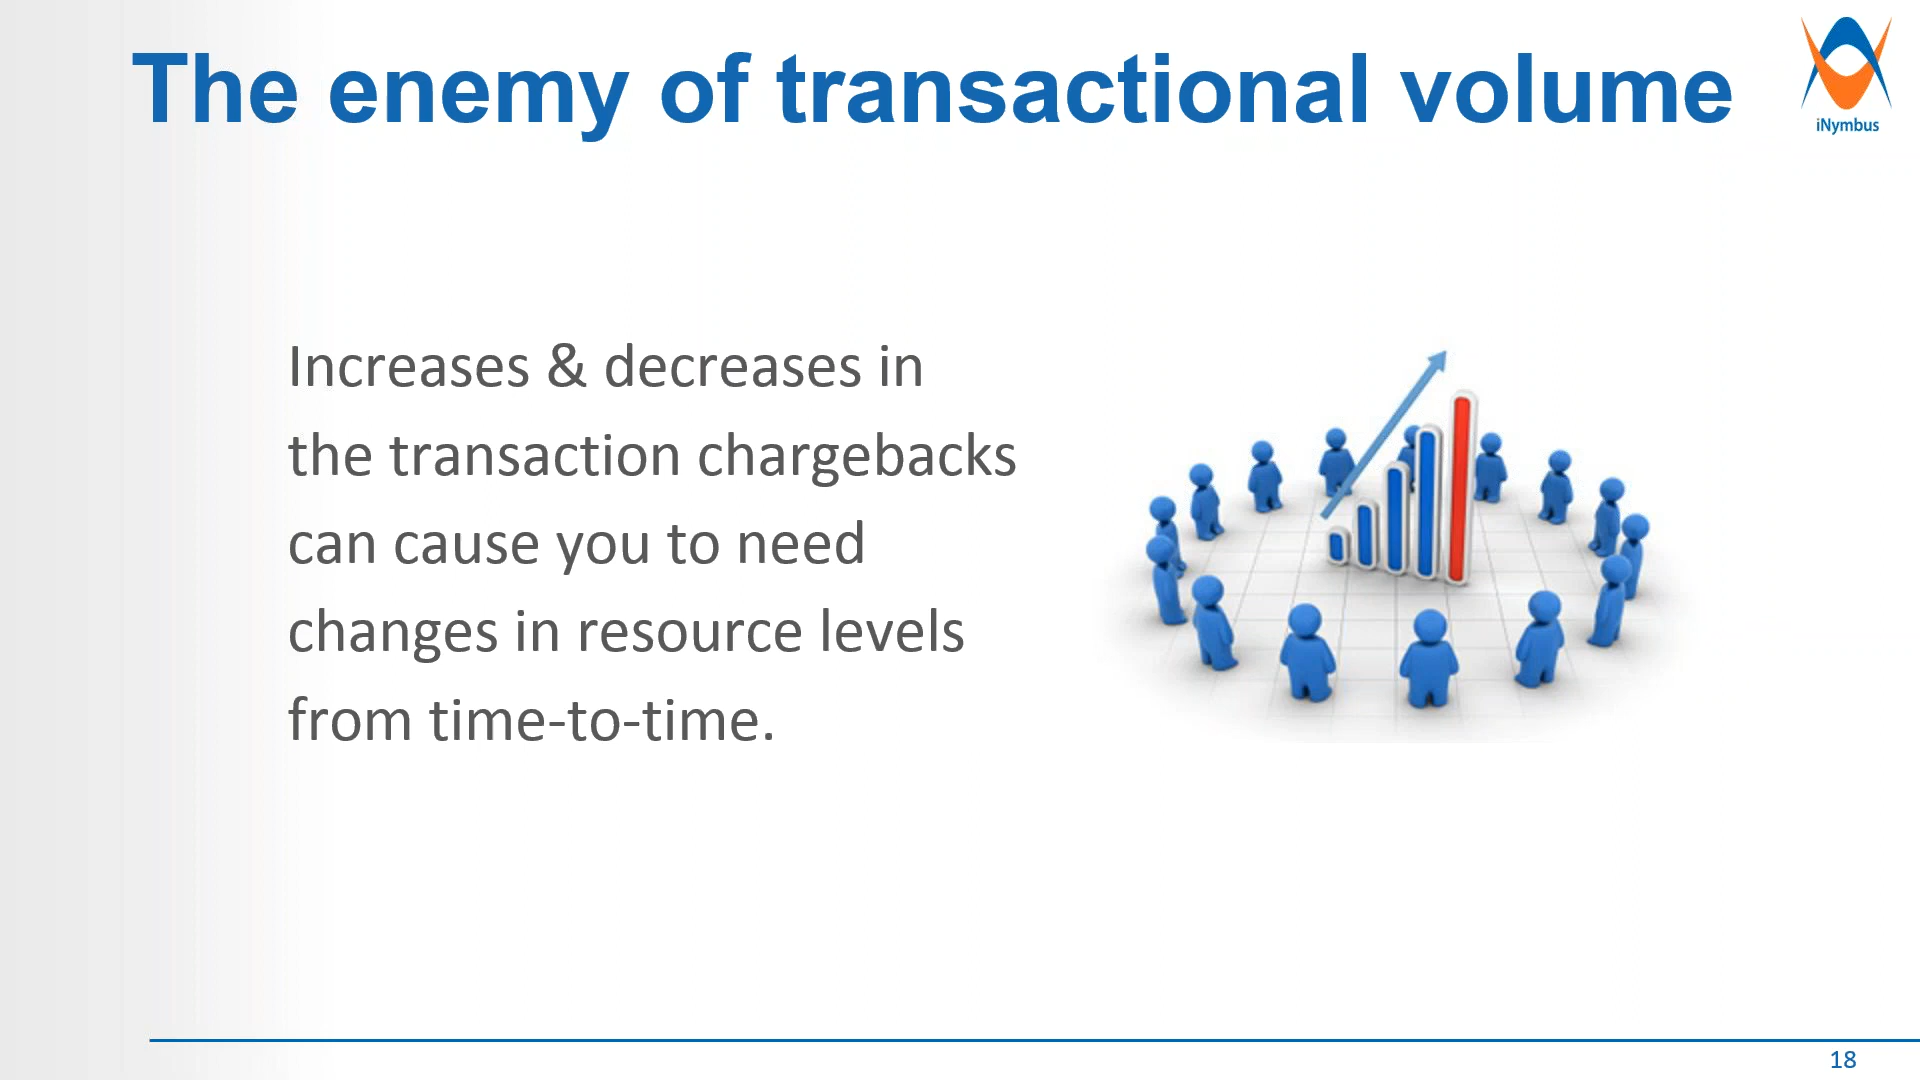 The enemy of transactional volume
iNymbus
Increases & decreases in
the transaction chargebacks
can cause you to need
changes in resource levels
from time-to-time.
18